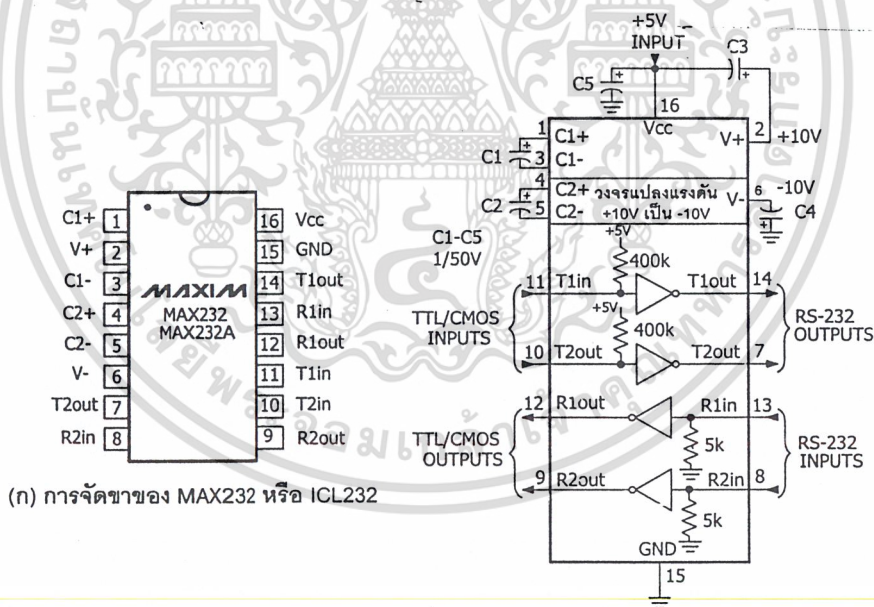 C1+ 1
V+ 2
C1- 3
C2+ 4
C2- 5
V- 6
T2out 7
R2in 8
MAXIM
MAX232
MAX232A
16 Vcc
15 GND
14 T1out
13 R1in
12 R1out
11 T1in
10 T2in
9 R2out
(ก) การจัดขาของ MAX232 หรือ ICL232
+5V
INPUT
C3
+
C5
+
16
Vcc
1
C1+
C1
+
3
C1-
V+
2
+10V
4
C2+
C2
+
5
C2-
วงจรแปลงแรงดัน
+10V เป็น -10V
V-
6
-10V
C4
+
C1-C5
1/50V
+5V
400k
11
T1in
T1out
14
+5V
400k
TTL/CMOS
INPUTS
10
T2out
T2out
7
RS-232
OUTPUTS
12
R1out
R1in
13
5k
TTL/CMOS
OUTPUTS
9
R2out
R2in
8
5k
RS-232
INPUTS
GND
15